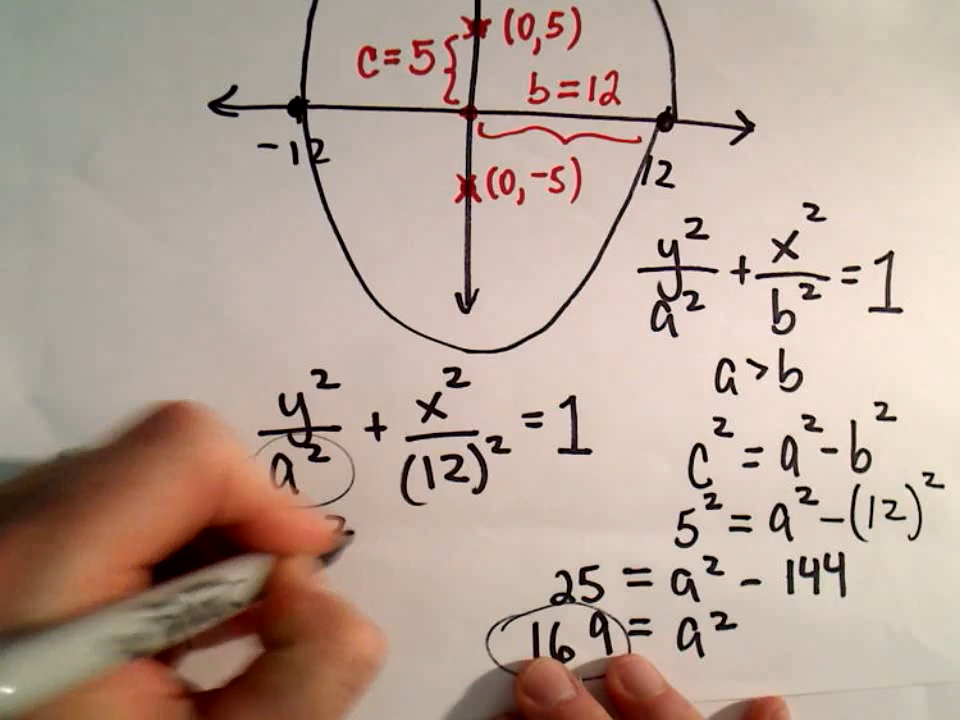 (0,5)
c=5
b=12
-12
12
(0,-5)
y²/a² + x²/b² = 1
a>b
y²/a² + x²/(12)² = 1
c² = a² - b²
5² = a² - (12)²
2
25 = a² - 144
169 = a²